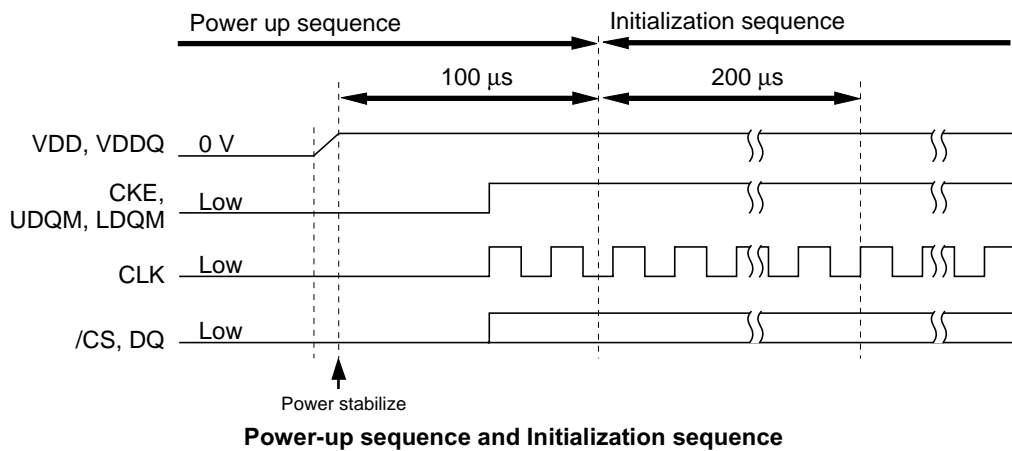 Power up sequence
Initialization sequence
100 μs
200 μs
VDD, VDDQ
0 V
CKE,
UDQM, LDQM
Low
CLK
Low
/CS, DQ
Low
Power stabilize
Power-up sequence and Initialization sequence